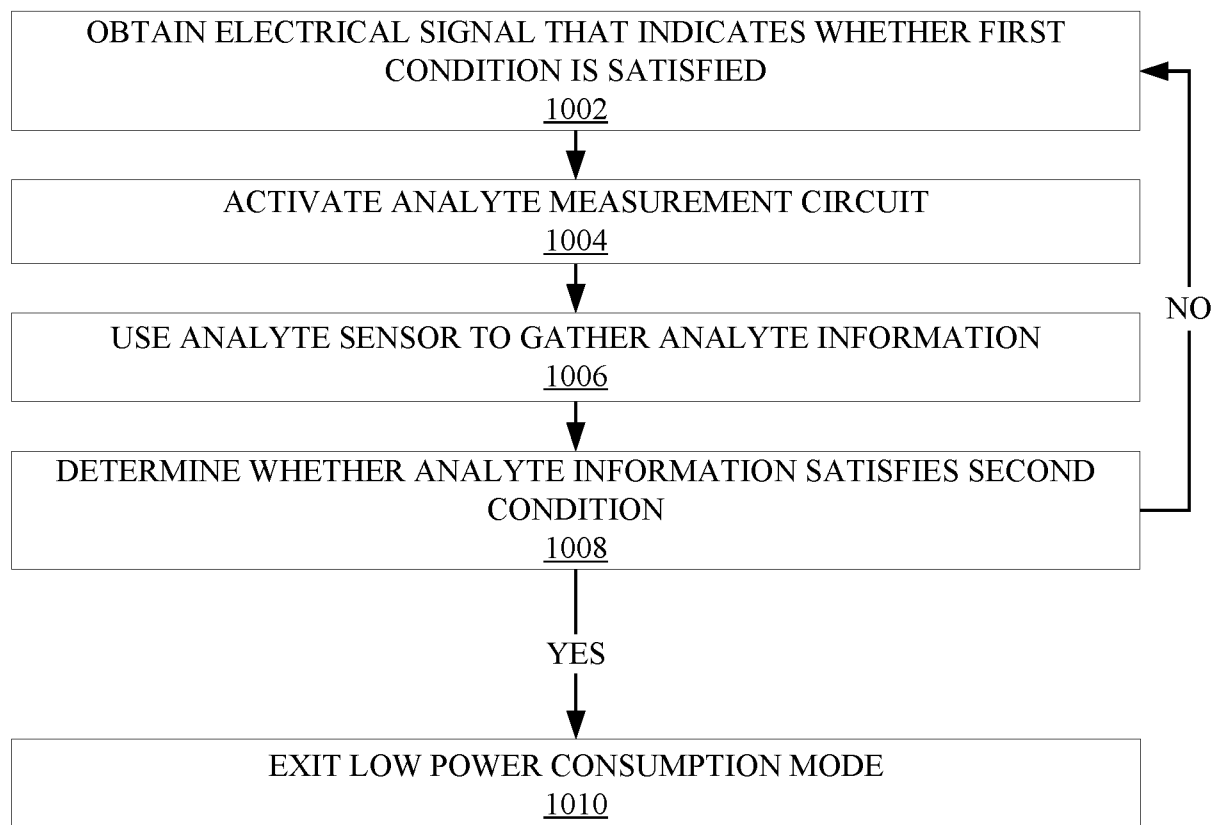 OBTAIN ELECTRICAL SIGNAL THAT INDICATES WHETHER FIRST
CONDITION IS SATISFIED
1002
ACTIVATE ANALYTE MEASUREMENT CIRCUIT
1004
USE ANALYTE SENSOR TO GATHER ANALYTE INFORMATION
1006
NO
DETERMINE WHETHER ANALYTE INFORMATION SATISFIES SECOND
CONDITION
1008
YES
EXIT LOW POWER CONSUMPTION MODE
1010